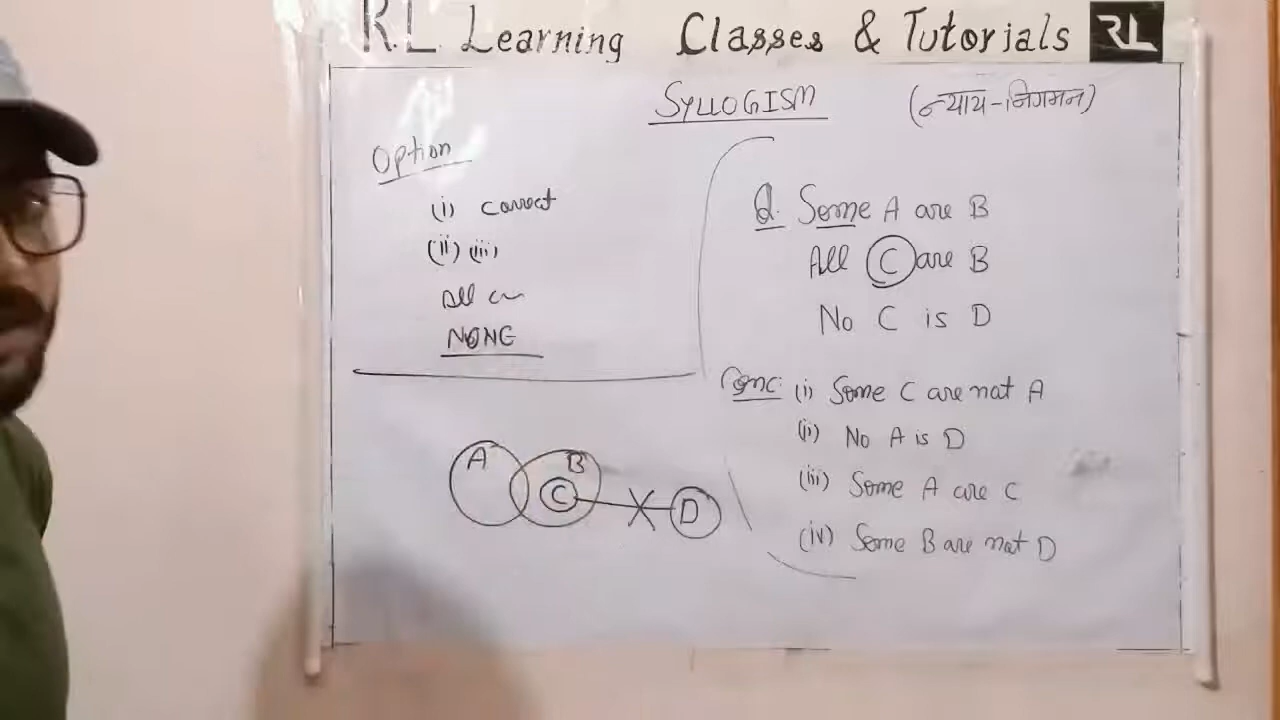 R.L Learning Classes & Tutorials RL
SYLLOGISM (न्याय-निगमन)
Option
(i) correct
(ii) (iii)
All
NONE
A B C D
Q. Some A are B
All C are B
No C is D
Conc: (i) Some C are not A
(ii) No A is D
(iii) Some A are C
(iv) Some B are not D